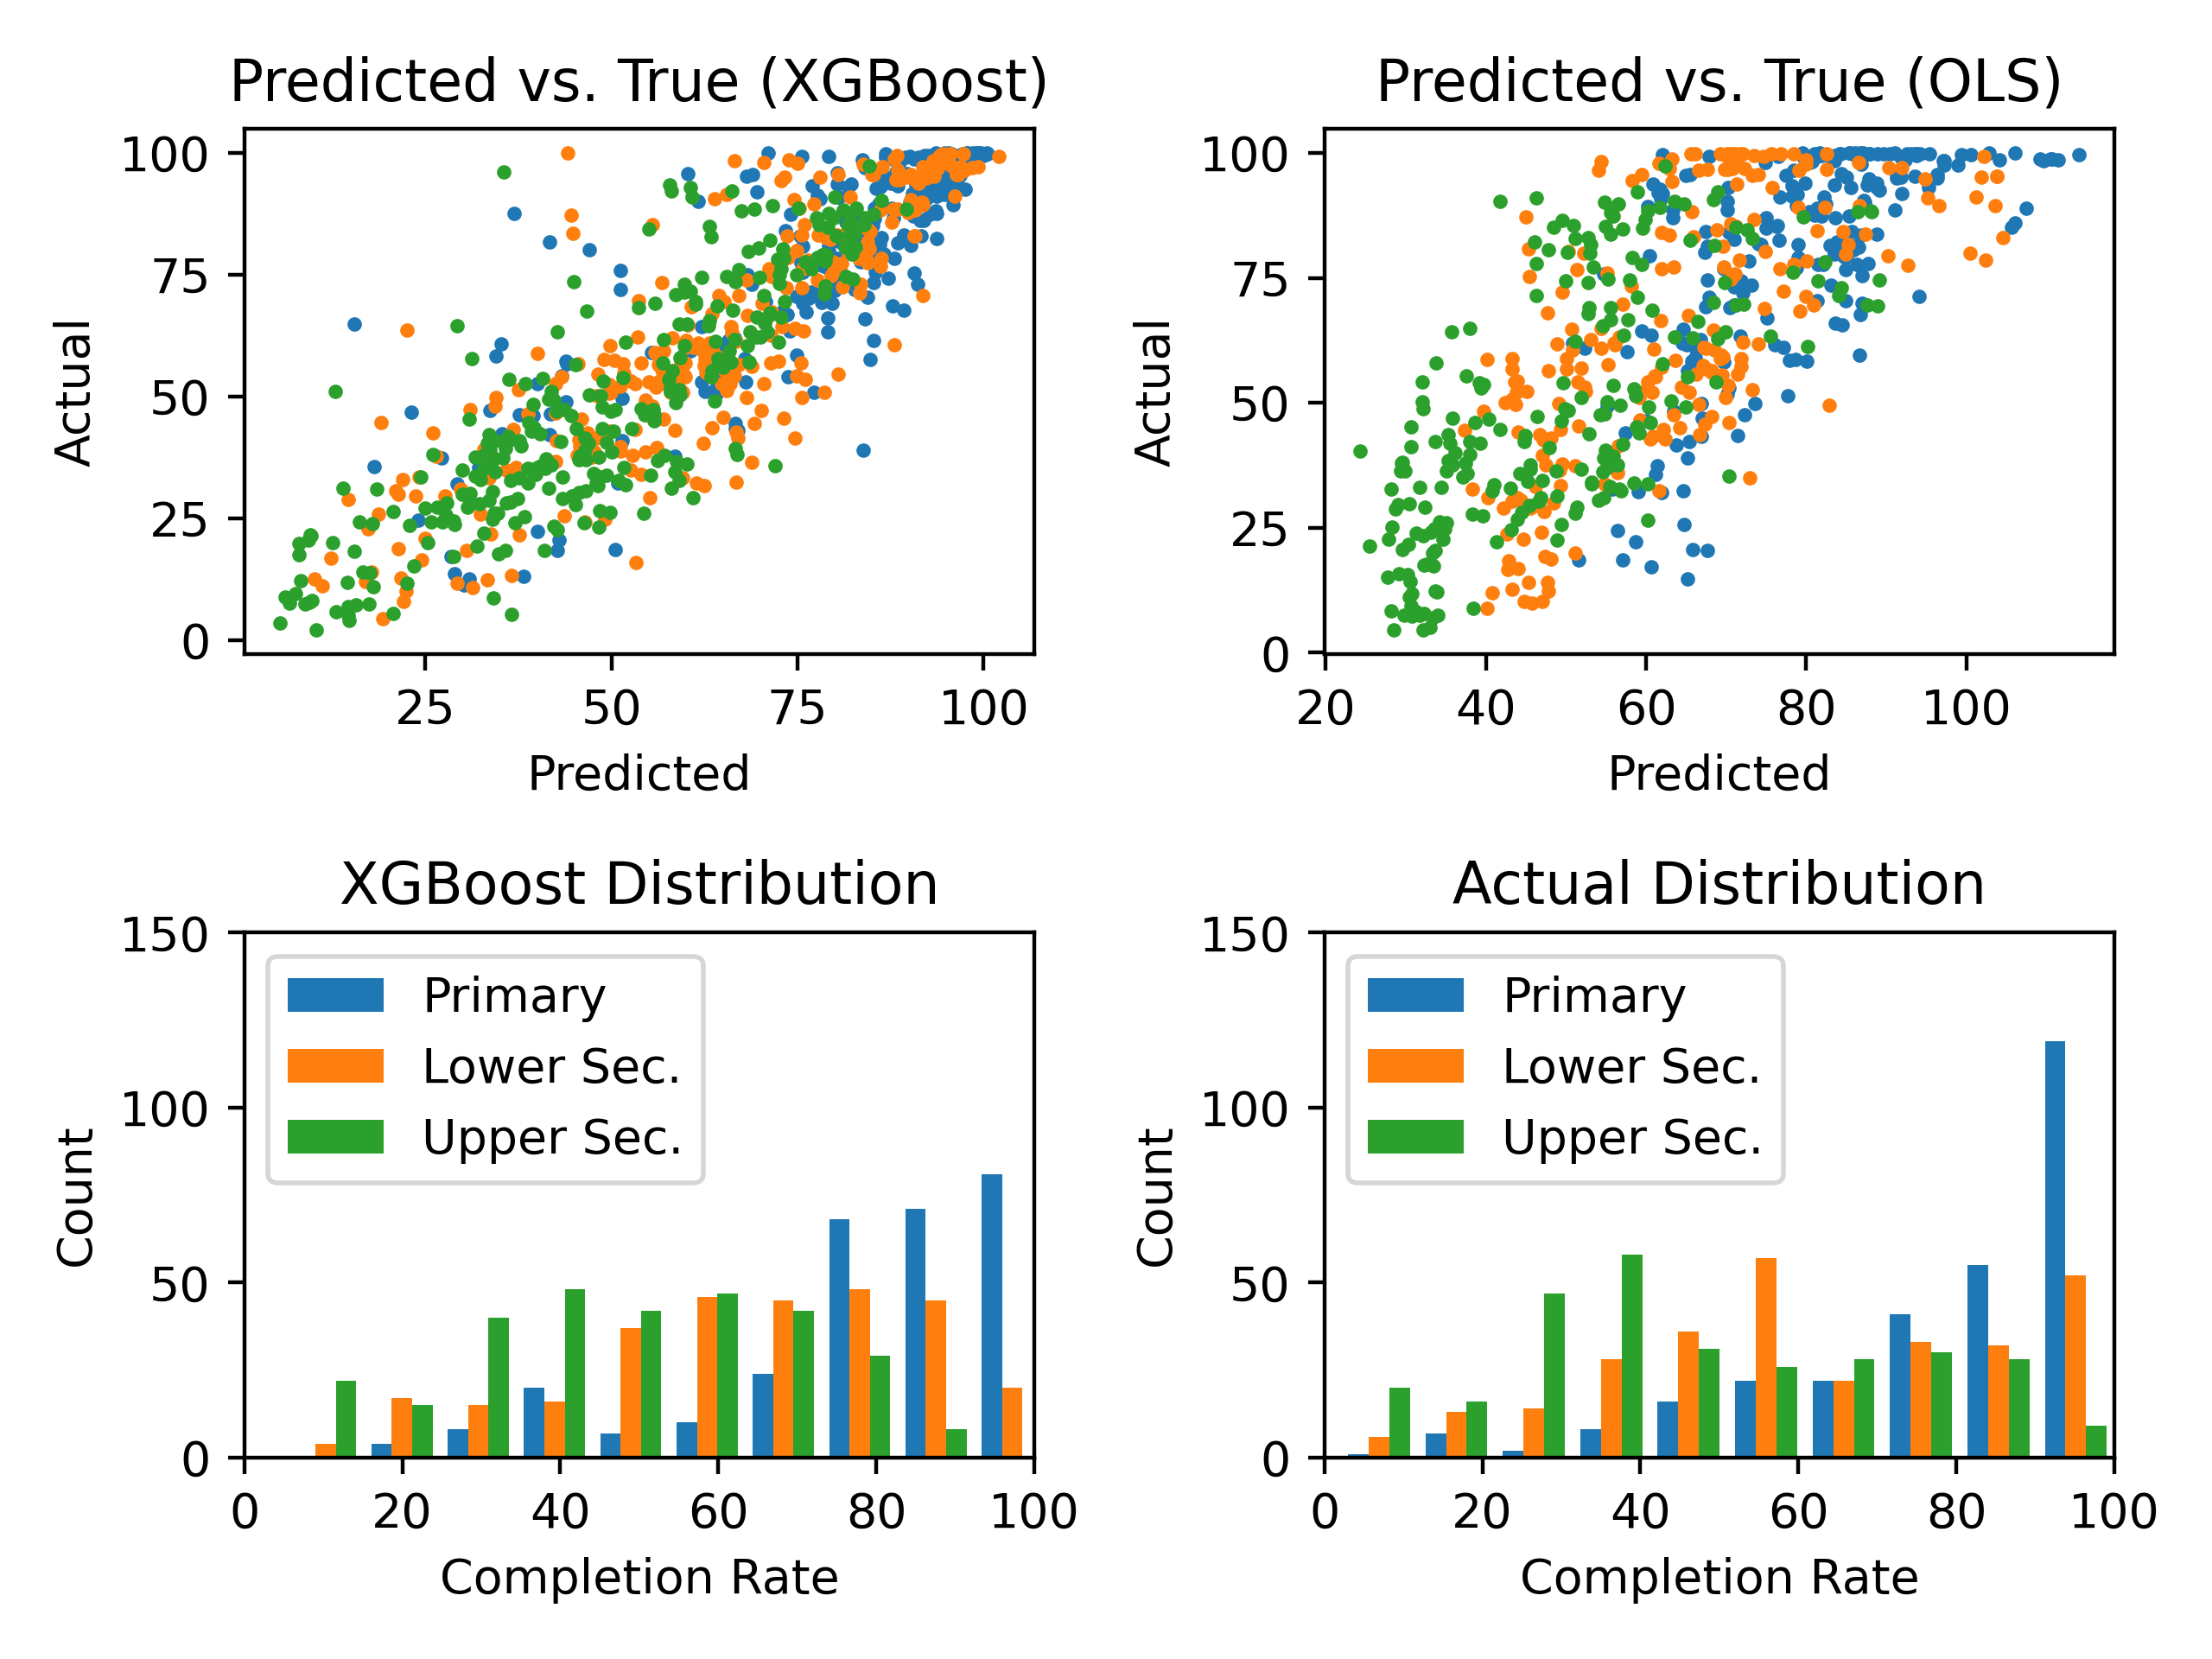 Predicted vs. True (XGBoost)
100
75
50
25
0
Actual
25 50 75 100
Predicted
Predicted vs. True (OLS)
100
75
50
25
0
Actual
20 40 60 80 100
Predicted
XGBoost Distribution
150
100
50
0
Count
Primary
Lower Sec.
Upper Sec.
0 20 40 60 80 100
Completion Rate
Actual Distribution
150
100
50
0
Count
Primary
Lower Sec.
Upper Sec.
0 20 40 60 80 100
Completion Rate